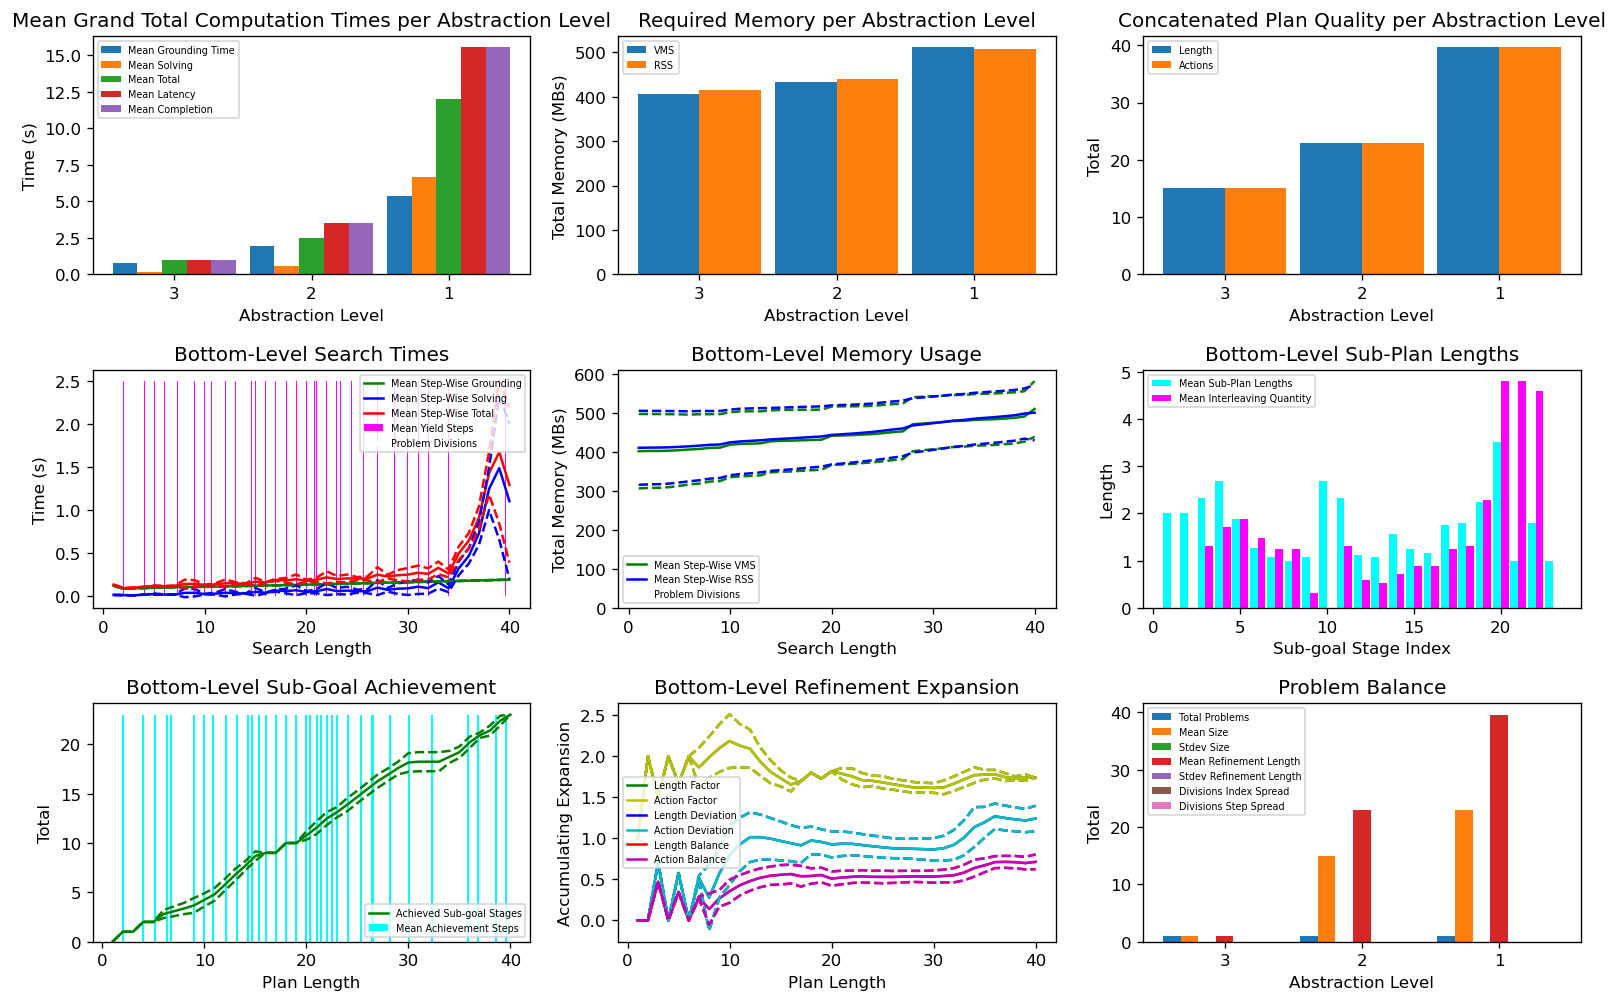 Mean Grand Total Computation Times per Abstraction Level
Time (s)
15.0
12.5
10.0
7.5
5.0
2.5
0.0
Mean Grounding Time
Mean Solving
Mean Total
Mean Latency
Mean Completion
3 2 1
Abstraction Level
Required Memory per Abstraction Level
Total Memory (MBs)
500
400
300
200
100
0
VMS
RSS
3 2 1
Abstraction Level
Concatenated Plan Quality per Abstraction Level
Total
40
30
20
10
0
Length
Actions
3 2 1
Abstraction Level
Bottom-Level Search Times
Time (s)
2.5
2.0
1.5
1.0
0.5
0.0
Mean Step-Wise Grounding
Mean Step-Wise Solving
Mean Step-Wise Total
Mean Yield Steps
Problem Divisions
0 10 20 30 40
Search Length
Bottom-Level Memory Usage
Total Memory (MBs)
600
500
400
300
200
100
0
Mean Step-Wise VMS
Mean Step-Wise RSS
Problem Divisions
0 10 20 30 40
Search Length
Bottom-Level Sub-Plan Lengths
Length
5
4
3
2
1
0
Mean Sub-Plan Lengths
Mean Interleaving Quantity
0 5 10 15 20
Sub-goal Stage Index
Bottom-Level Sub-Goal Achievement
Total
20
15
10
5
0
Achieved Sub-goal Stages
Mean Achievement Steps
0 10 20 30 40
Plan Length
Bottom-Level Refinement Expansion
Accumulating Expansion
2.5
2.0
1.5
1.0
0.5
0.0
Length Factor
Action Factor
Length Deviation
Action Deviation
Length Balance
Action Balance
0 10 20 30 40
Plan Length
Problem Balance
Total
40
30
20
10
0
Total Problems
Mean Size
Stdev Size
Mean Refinement Length
Stdev Refinement Length
Divisions Index Spread
Divisions Step Spread
3 2 1
Abstraction Level